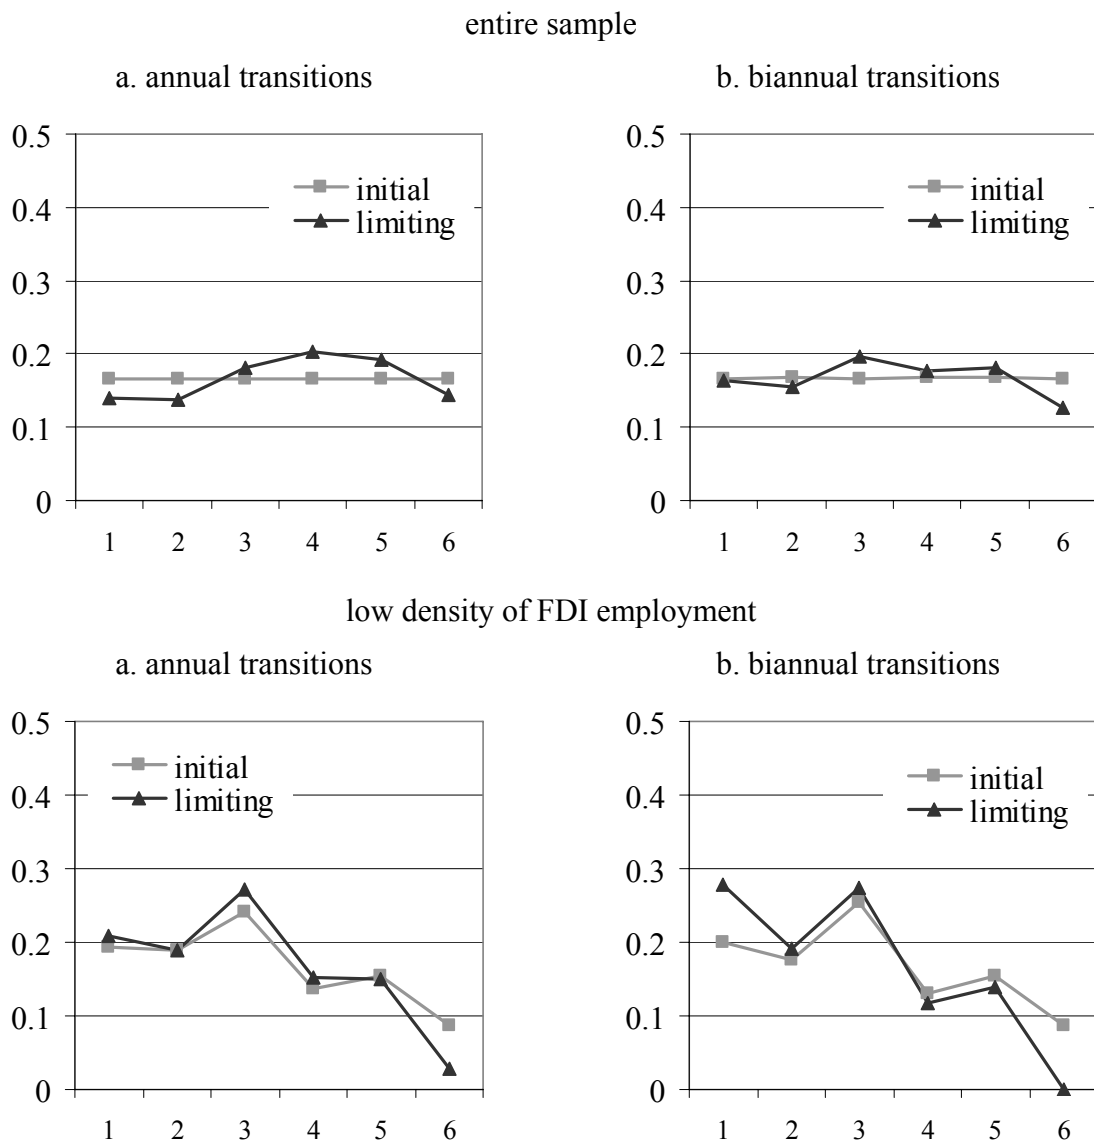 entire sample
a. annual transitions
b. biannual transitions
0.5
0.4
0.3
0.2
0.1
0
initial
limiting
1 2 3 4 5 6
0.5
0.4
0.3
0.2
0.1
0
initial
limiting
1 2 3 4 5 6
low density of FDI employment
a. annual transitions
b. biannual transitions
0.5
0.4
0.3
0.2
0.1
0
initial
limiting
1 2 3 4 5 6
0.5
0.4
0.3
0.2
0.1
0
initial
limiting
1 2 3 4 5 6